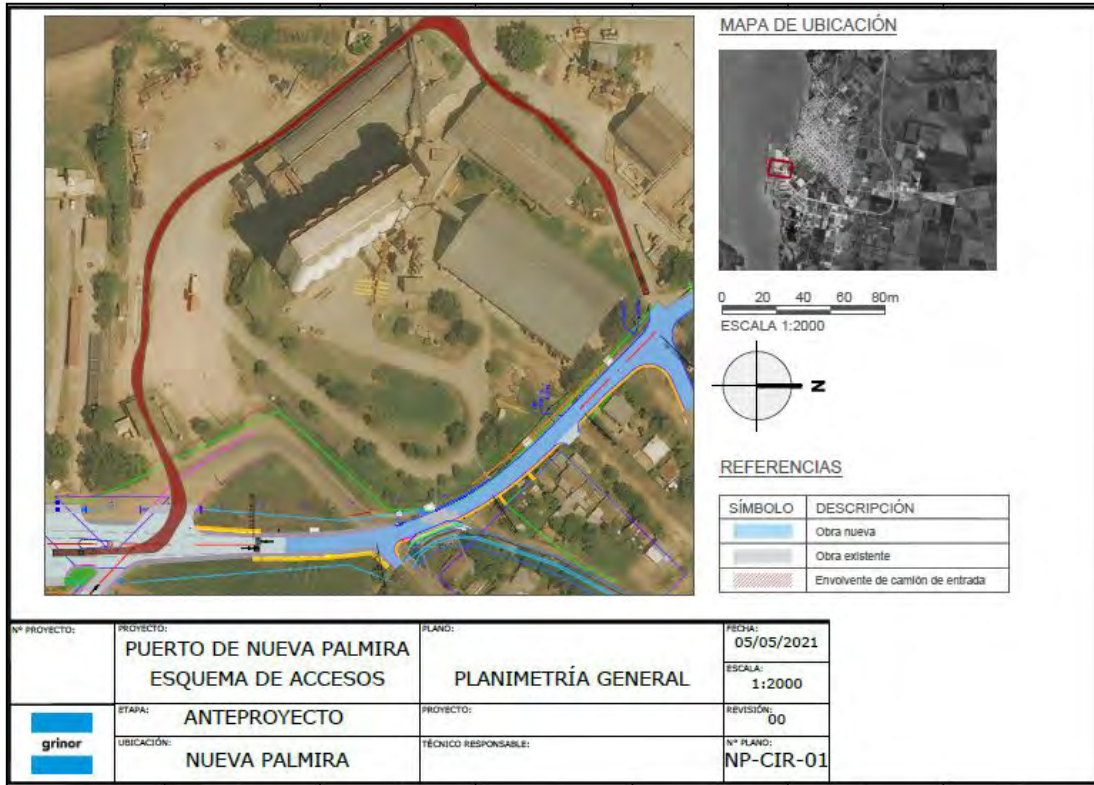 MAPA DE UBICACIÓN
0 20 40 60 80m
ESCALA 1:2000
N
REFERENCIAS
SÍMBOLO DESCRIPCIÓN
Obra nueva
Obra existente
Envolvente de camión de entrada
Nº PROYECTO:
PROYECTO:
PUERTO DE NUEVA PALMIRA
ESQUEMA DE ACCESOS
PLANO:
PLANIMETRÍA GENERAL
FECHA:
05/05/2021
ESCALA:
1:2000
grinor
ETAPA:
ANTEPROYECTO
PROYECTO:
REVISIÓN:
00
UBICACIÓN:
NUEVA PALMIRA
TÉCNICO RESPONSABLE:
Nº PLANO:
NP-CIR-01